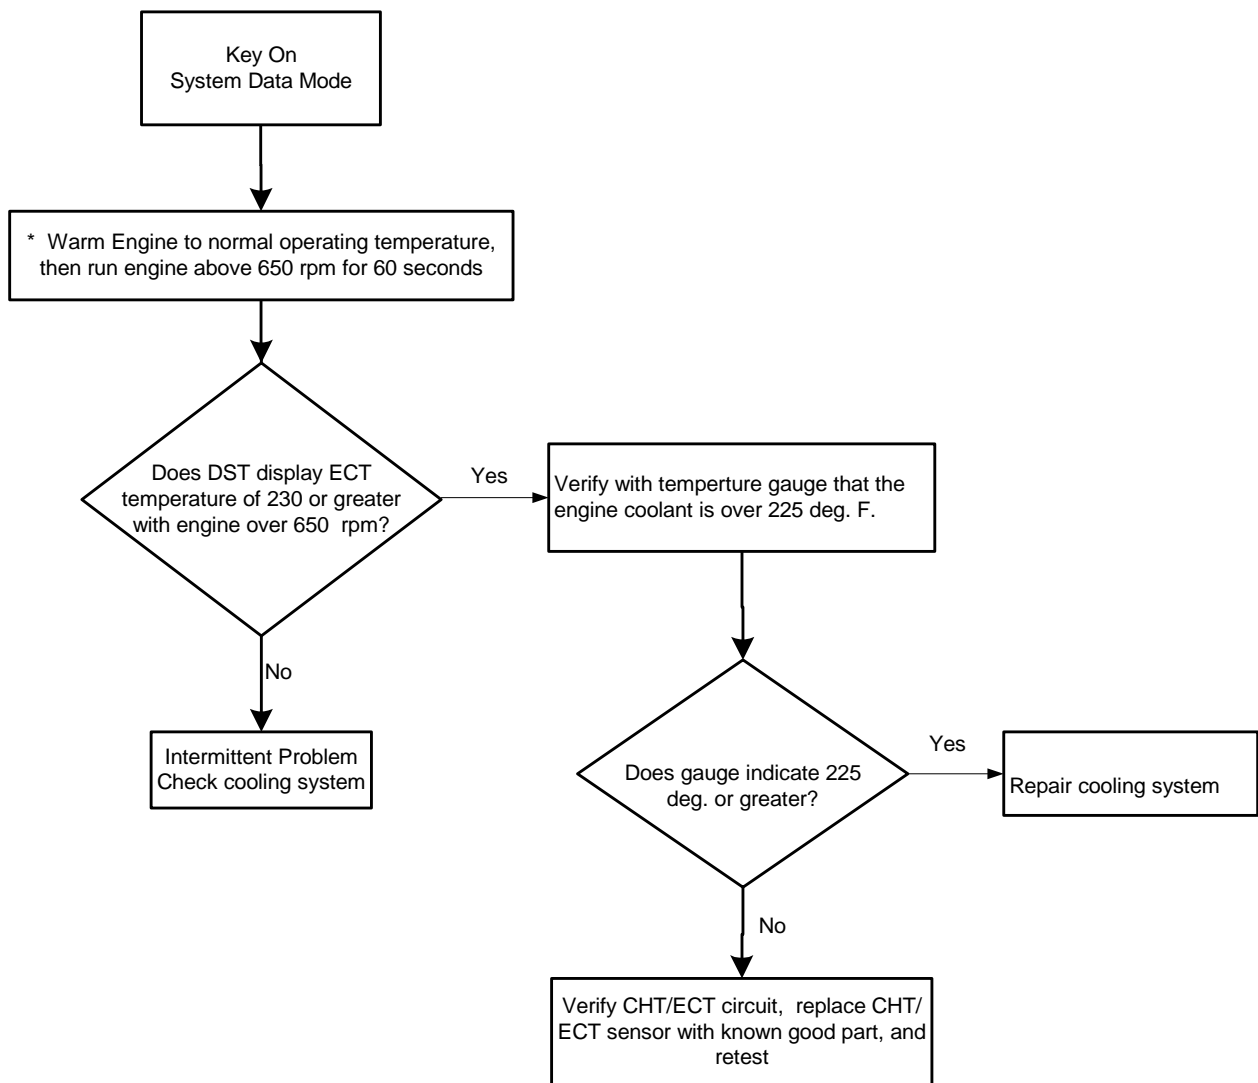 Key On
System Data Mode
* Warm Engine to normal operating temperature,
then run engine above 650 rpm for 60 seconds
Does DST display ECT
temperature of 230 or greater
with engine over 650 rpm?
Yes
Verify with temperture gauge that the
engine coolant is over 225 deg. F.
No
Intermittent Problem
Check cooling system
Does gauge indicate 225
deg. or greater?
Yes
Repair cooling system
No
Verify CHT/ECT circuit, replace CHT/
ECT sensor with known good part, and
retest